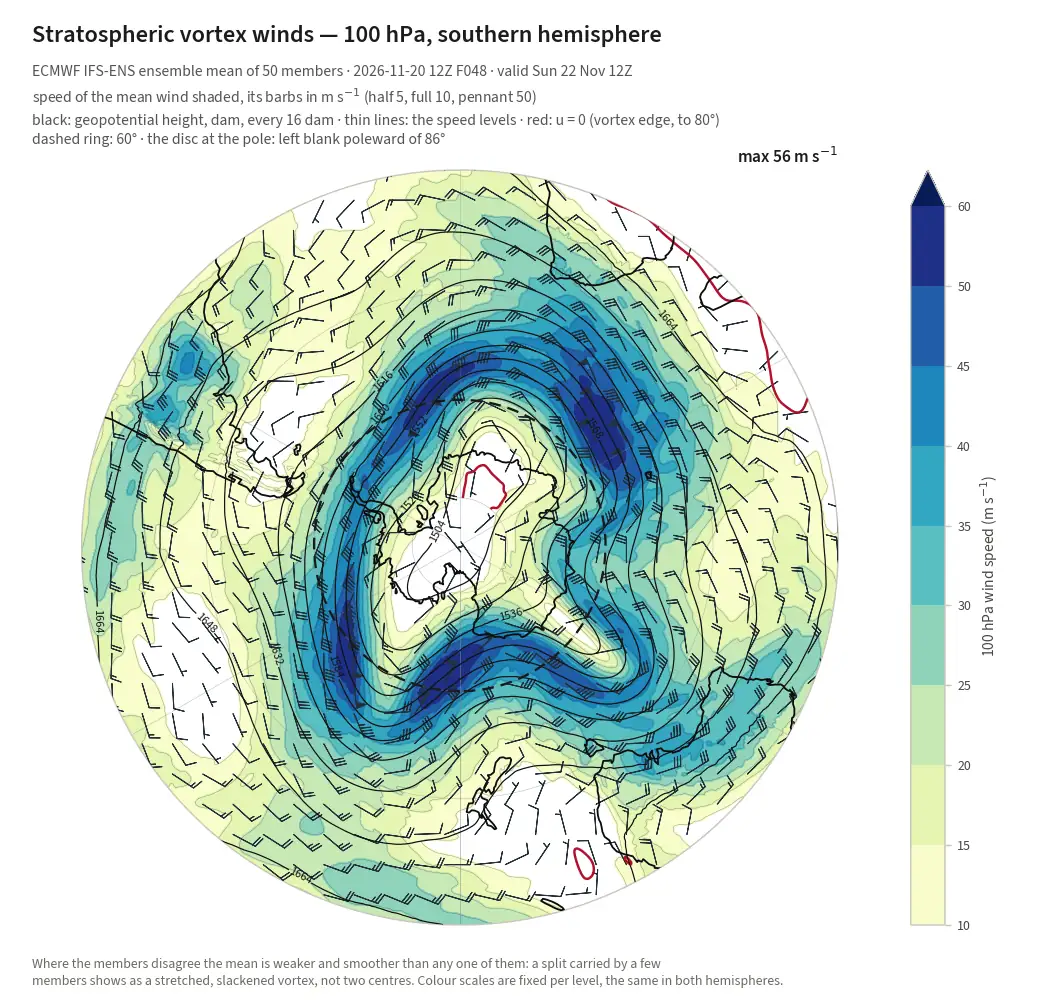 Stratospheric vortex winds — 100 hPa, southern hemisphere
ECMWF IFS-ENS ensemble mean of 50 members · 2026-11-20 12Z F048 · valid Sun 22 Nov 12Z
speed of the mean wind shaded, its barbs in m s⁻¹ (half 5, full 10, pennant 50)
black: geopotential height, dam, every 16 dam · thin lines: the speed levels · red: u = 0 (vortex edge, to 80°)
dashed ring: 60° · the disc at the pole: left blank poleward of 86°
max 56 m s⁻¹
60
50
45
40
35
30
25
20
15
10
100 hPa wind speed (m s⁻¹)
1664
1616
1552
1568
1504
1536
1648
1632
1664
1664
Where the members disagree the mean is weaker and smoother than any one of them: a split carried by a few
members shows as a stretched, slackened vortex, not two centres. Colour scales are fixed per level, the same in both hemispheres.